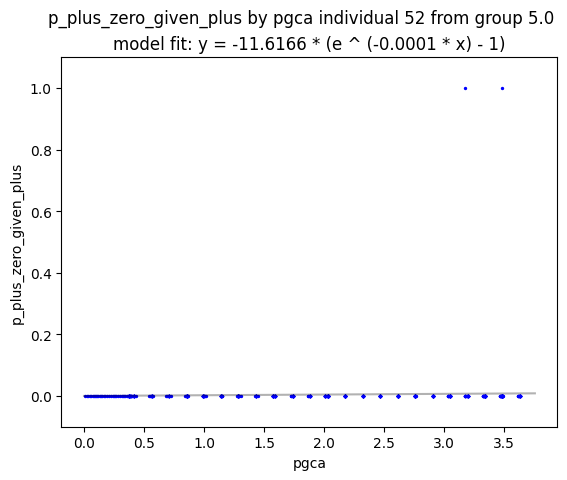 p_plus_zero_given_plus by pgca individual 52 from group 5.0
model fit: y = -11.6166 * (e ^ (-0.0001 * x) - 1)
1.0
0.8
0.6
0.4
0.2
0.0
p_plus_zero_given_plus
0.0 0.5 1.0 1.5 2.0 2.5 3.0 3.5
pgca